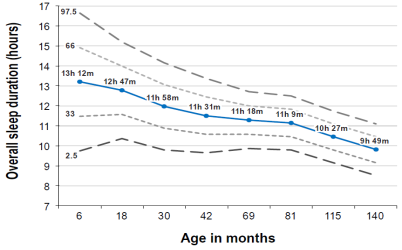 Overall sleep duration (hours)
17
16
15
14
13
12
11
10
9
8
7
97.5
66
13h 12m
12h 47m
11h 58m
11h 31m
11h 18m
11h 9m
10h 27m
9h 49m
33
2.5
6 18 30 42 69 81 115 140
Age in months